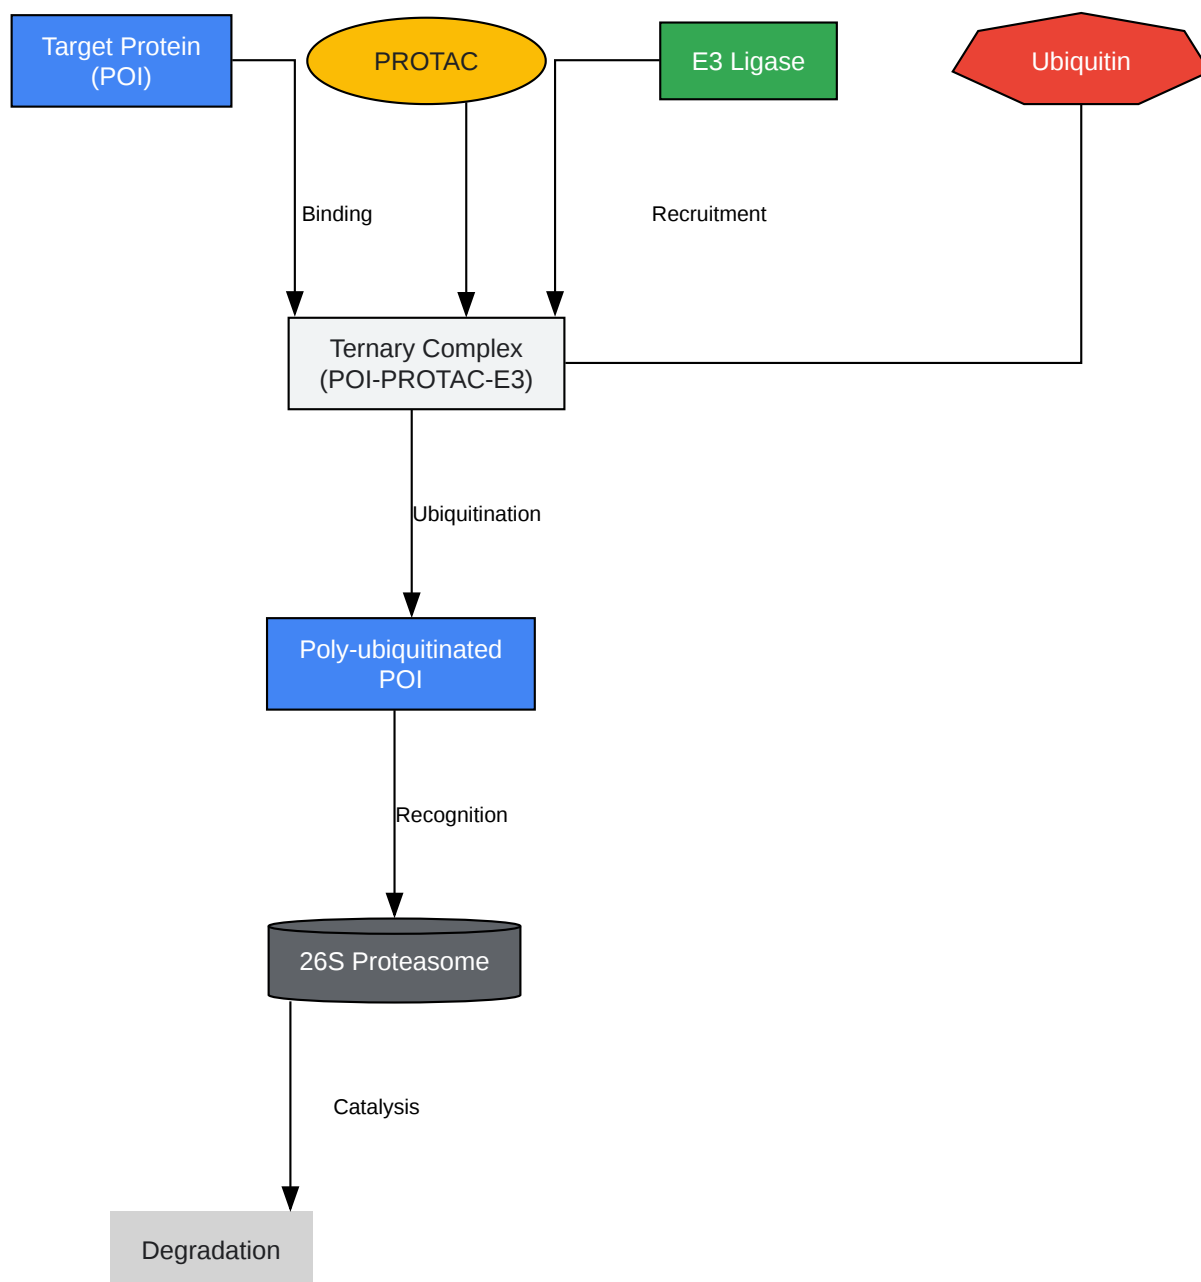 Target Protein
(POI)
PROTAC
E3 Ligase
Ubiquitin
Binding
Recruitment
Ternary Complex
(POI-PROTAC-E3)
Ubiquitination
Poly-ubiquitinated
POI
Recognition
26S Proteasome
Catalysis
Degradation